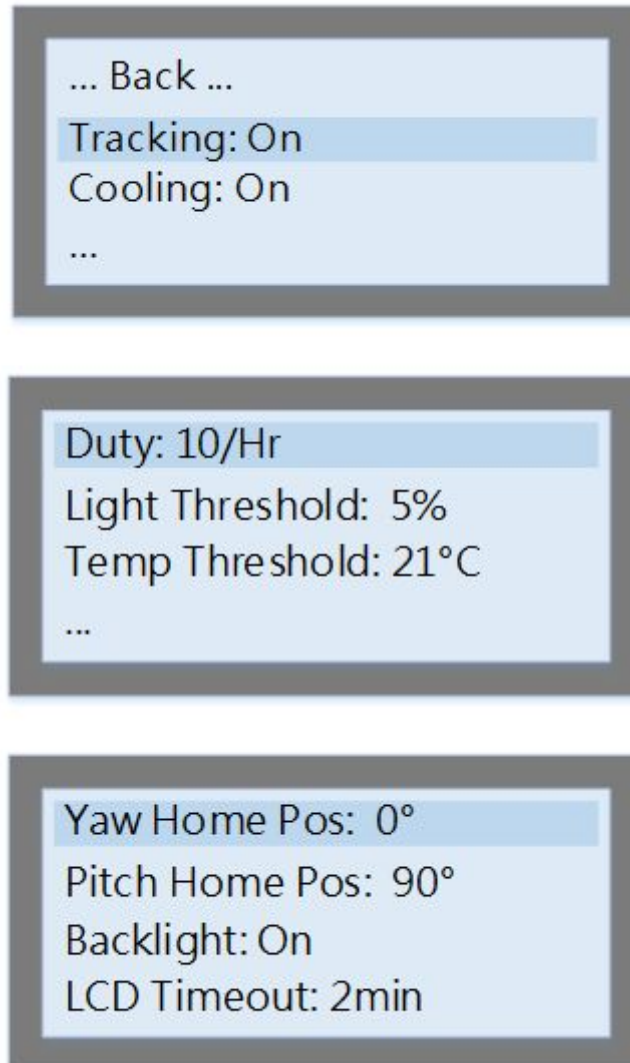 ... Back ...
Tracking: On
Cooling: On
...
Duty: 10/Hr
Light Threshold:  5%
Temp Threshold: 21°C
...
Yaw Home Pos:  0°
Pitch Home Pos:  90°
Backlight: On
LCD Timeout: 2min